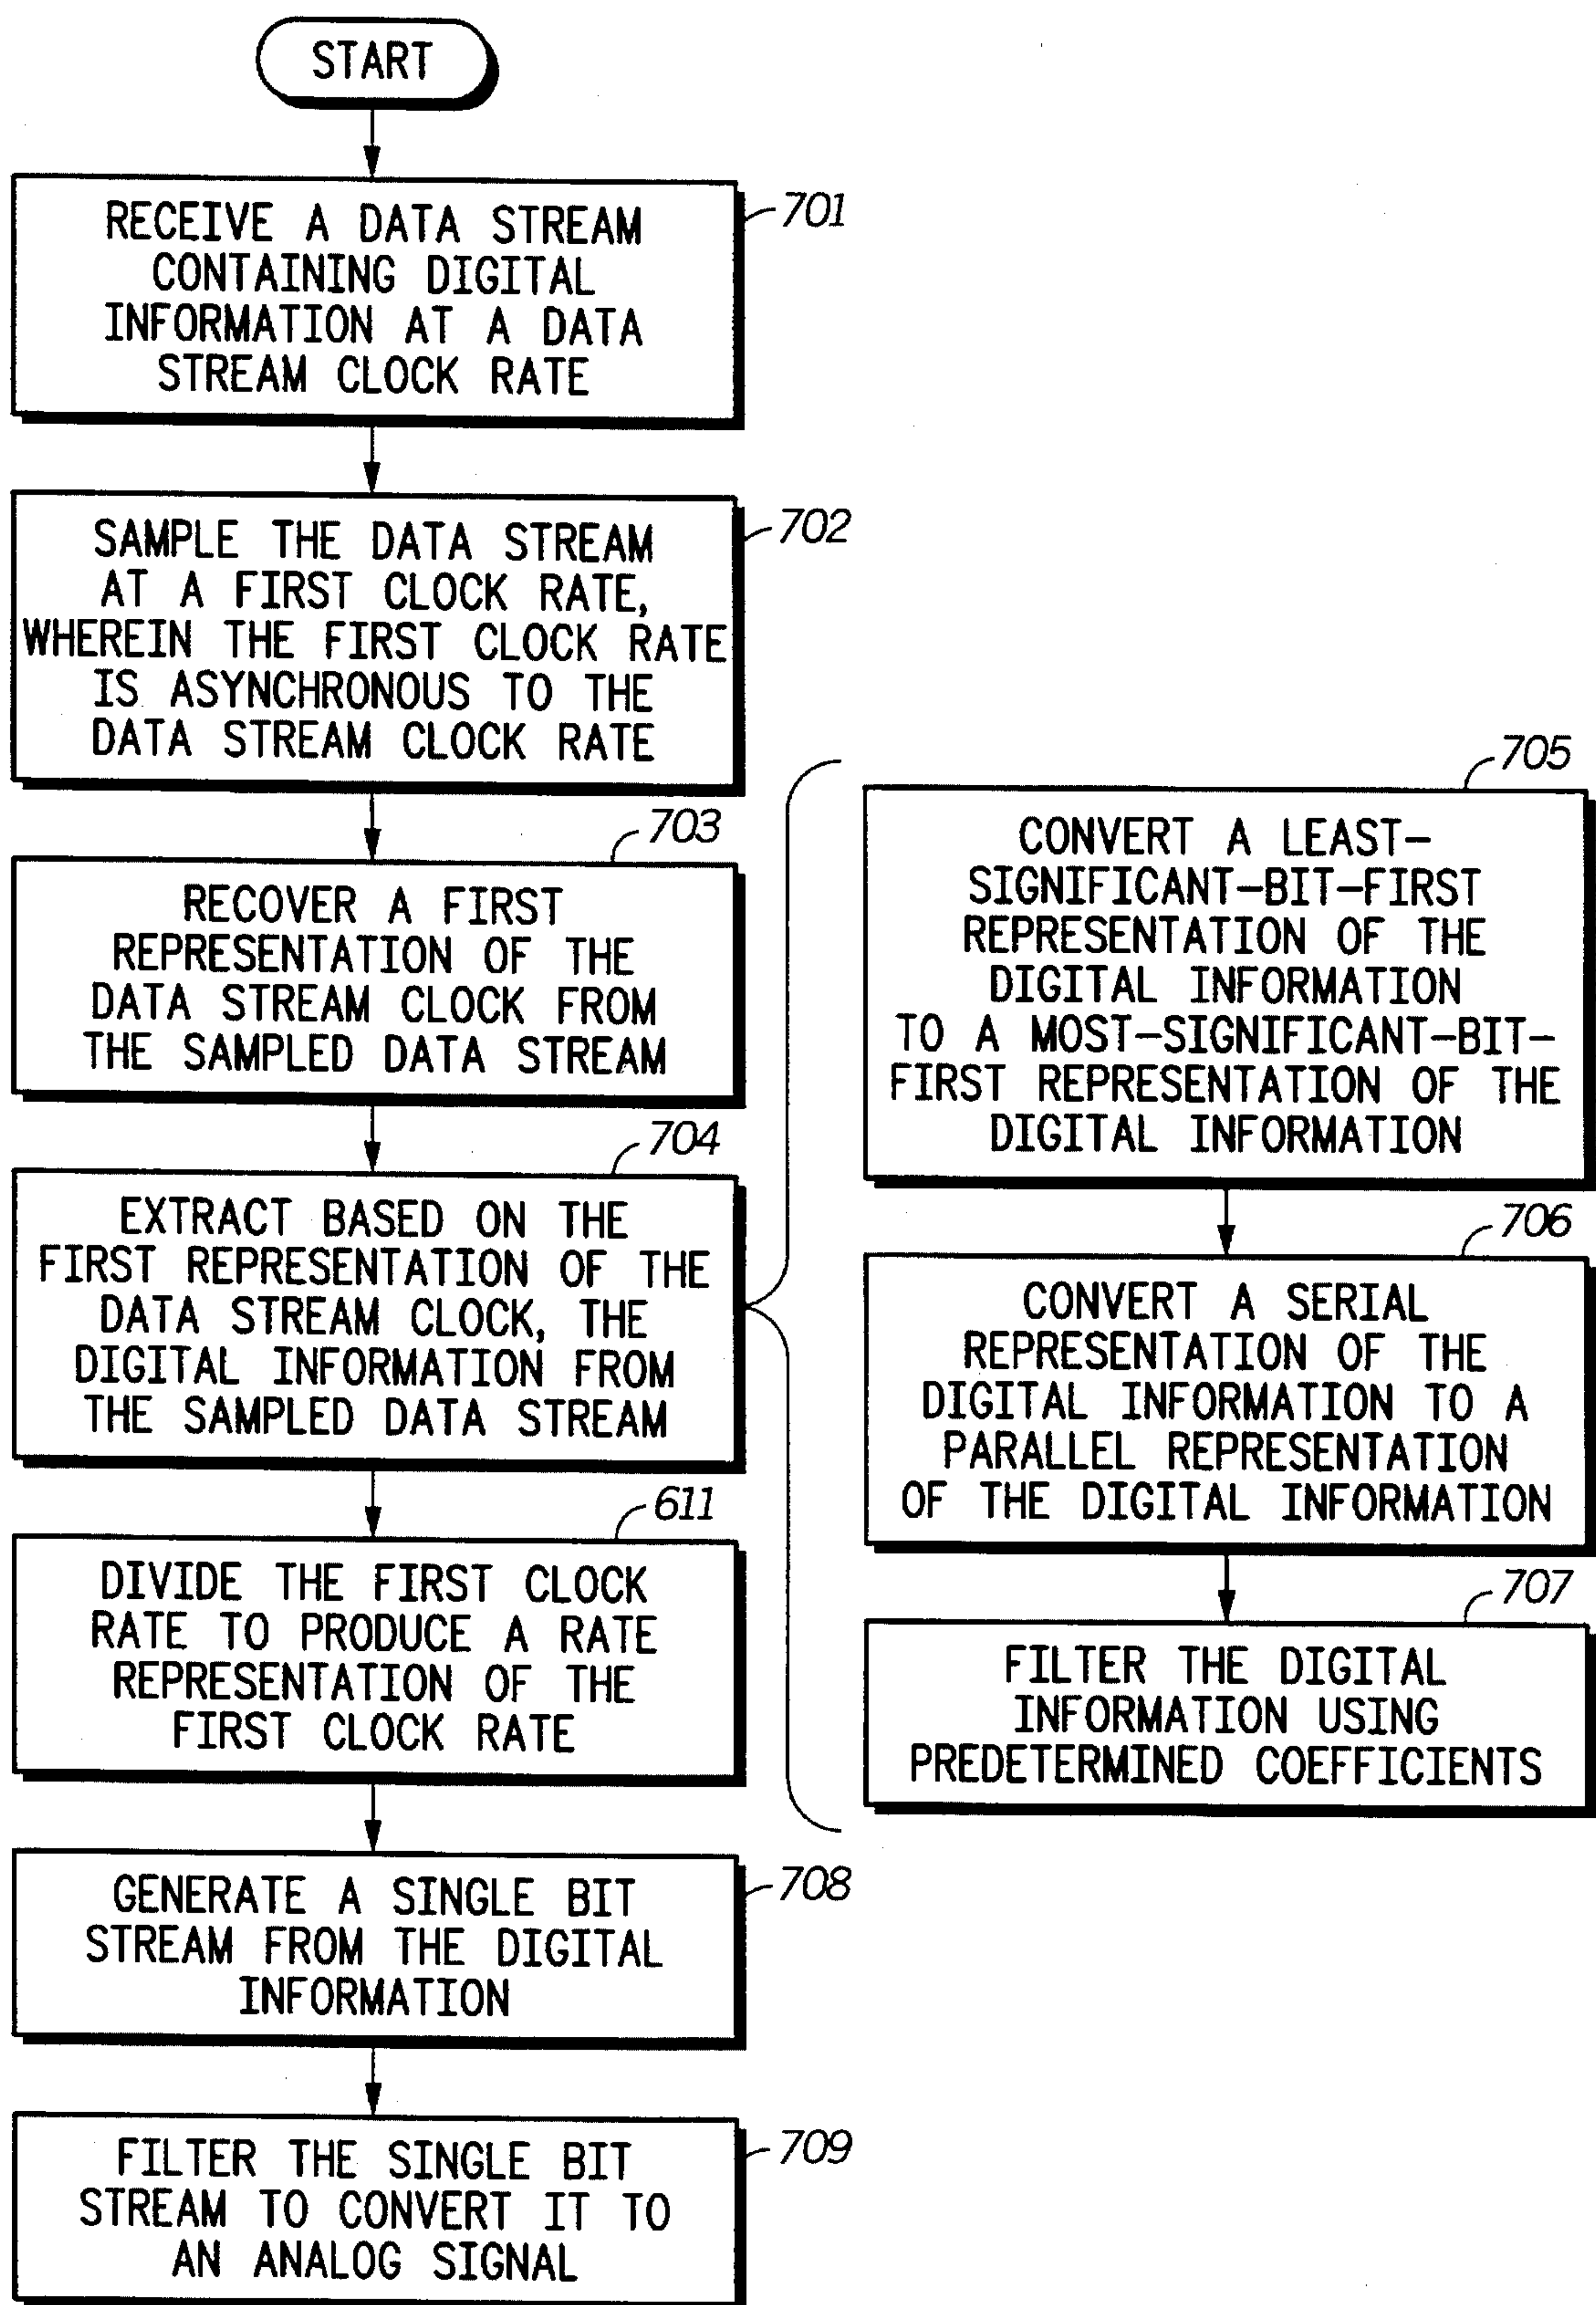 START
701
RECEIVE A DATA STREAM
CONTAINING DIGITAL
INFORMATION AT A DATA
STREAM CLOCK RATE
702
SAMPLE THE DATA STREAM
AT A FIRST CLOCK RATE,
WHEREIN THE FIRST CLOCK RATE
IS ASYNCHRONOUS TO THE
DATA STREAM CLOCK RATE
703
RECOVER A FIRST
REPRESENTATION OF THE
DATA STREAM CLOCK FROM
THE SAMPLED DATA STREAM
704
EXTRACT BASED ON THE
FIRST REPRESENTATION OF THE
DATA STREAM CLOCK, THE
DIGITAL INFORMATION FROM
THE SAMPLED DATA STREAM
705
CONVERT A LEAST-
SIGNIFICANT-BIT-FIRST
REPRESENTATION OF THE
DIGITAL INFORMATION
TO A MOST-SIGNIFICANT-BIT-
FIRST REPRESENTATION OF THE
DIGITAL INFORMATION
706
CONVERT A SERIAL
REPRESENTATION OF THE
DIGITAL INFORMATION TO A
PARALLEL REPRESENTATION
OF THE DIGITAL INFORMATION
707
FILTER THE DIGITAL
INFORMATION USING
PREDETERMINED COEFFICIENTS
611
DIVIDE THE FIRST CLOCK
RATE TO PRODUCE A RATE
REPRESENTATION OF THE
FIRST CLOCK RATE
708
GENERATE A SINGLE BIT
STREAM FROM THE DIGITAL
INFORMATION
709
FILTER THE SINGLE BIT
STREAM TO CONVERT IT TO
AN ANALOG SIGNAL